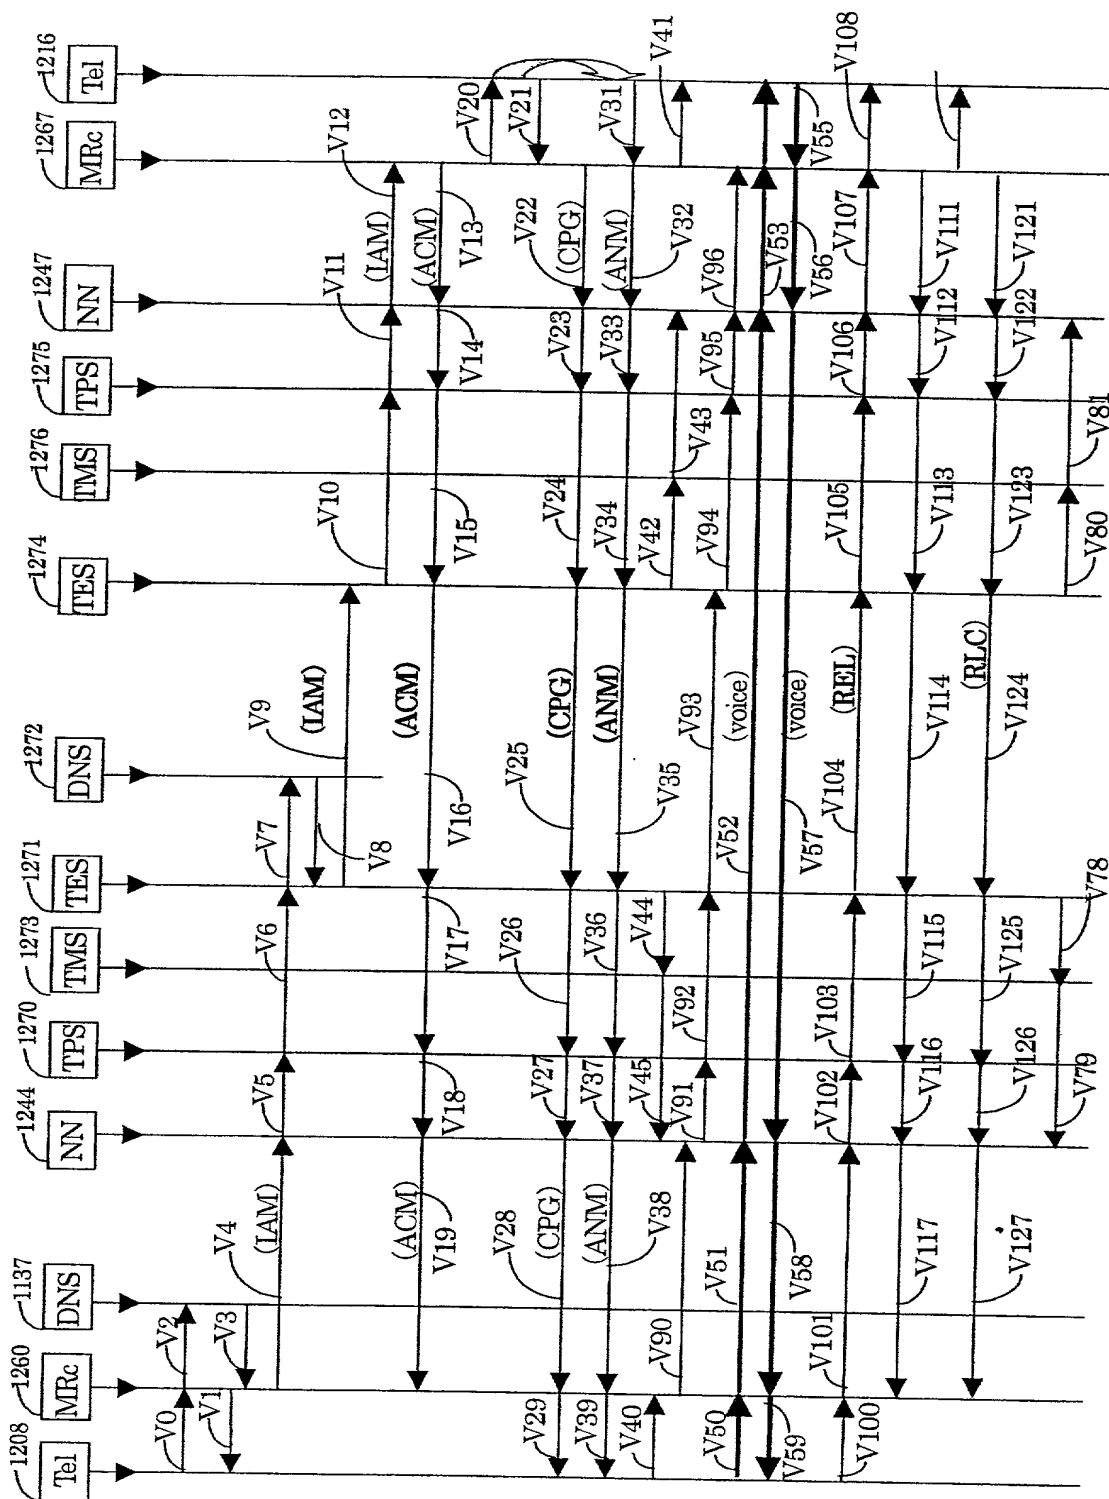 1208
Tel
1260
MRc
1137
DNS
1244
NN
1270
TPS
1273
TMS
1271
TES
1272
DNS
1274
TES
1276
TMS
1275
TPS
1247
NN
1267
MRc
1216
Tel
V0
V1
V2
V3
V4
(IAM)
V5
V6
V7
V8
V9
(IAM)
V10
V11
V12
(IAM)
(ACM)
V13
V14
V15
(ACM)
V16
V17
V18
(ACM)
V19
V20
V21
V22
(CPG)
V23
V24
(CPG)
V25
V26
V27
V28
(CPG)
V29
V31
(ANM)
V32
V33
V34
(ANM)
V35
V36
V37
(ANM)
V38
V39
V40
V41
V42
V43
V44
V45
V90
V91
V92
V93
V94
V95
V96
V50
V51
V52
(voice)
V53
V55
V56
(voice)
V57
V58
V59
V100
V101
V102
V103
V104
(REL)
V105
V106
V107
V108
V111
V112
V113
V114
V115
V116
V117
V121
V122
V123
(RLC)
V124
V125
V126
V127
V78
V79
V80
V81